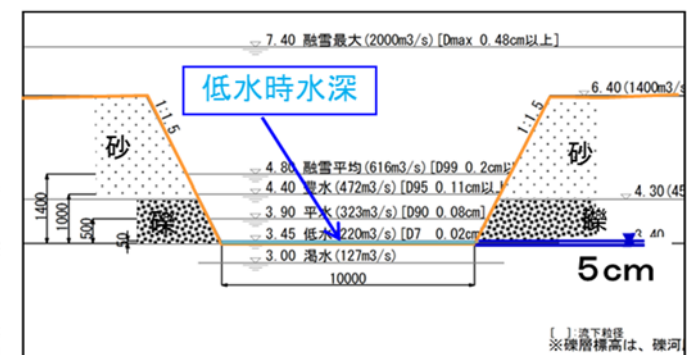 7.40 融雪最大(2000m3/s)[Dmax 0.48cm以上]
低水時水深
6.40(1400m3/s
1:1.5
1:1.5
砂
砂
4.80 融雪平均(616m3/s)[D99 0.2cm以
4.40 豊水(472m3/s)[D95 0.11cm以
4.30(45
3.90 平水(323m3/s)[D90 0.08cm]
礫
礫
3.45 低水(220m3/s)[D7 0.02cm
3.40
3.00 渇水(127m3/s)
1400
1000
500
50
10000
5cm
[ ]:流下粒径
※礫層標高は、礫河